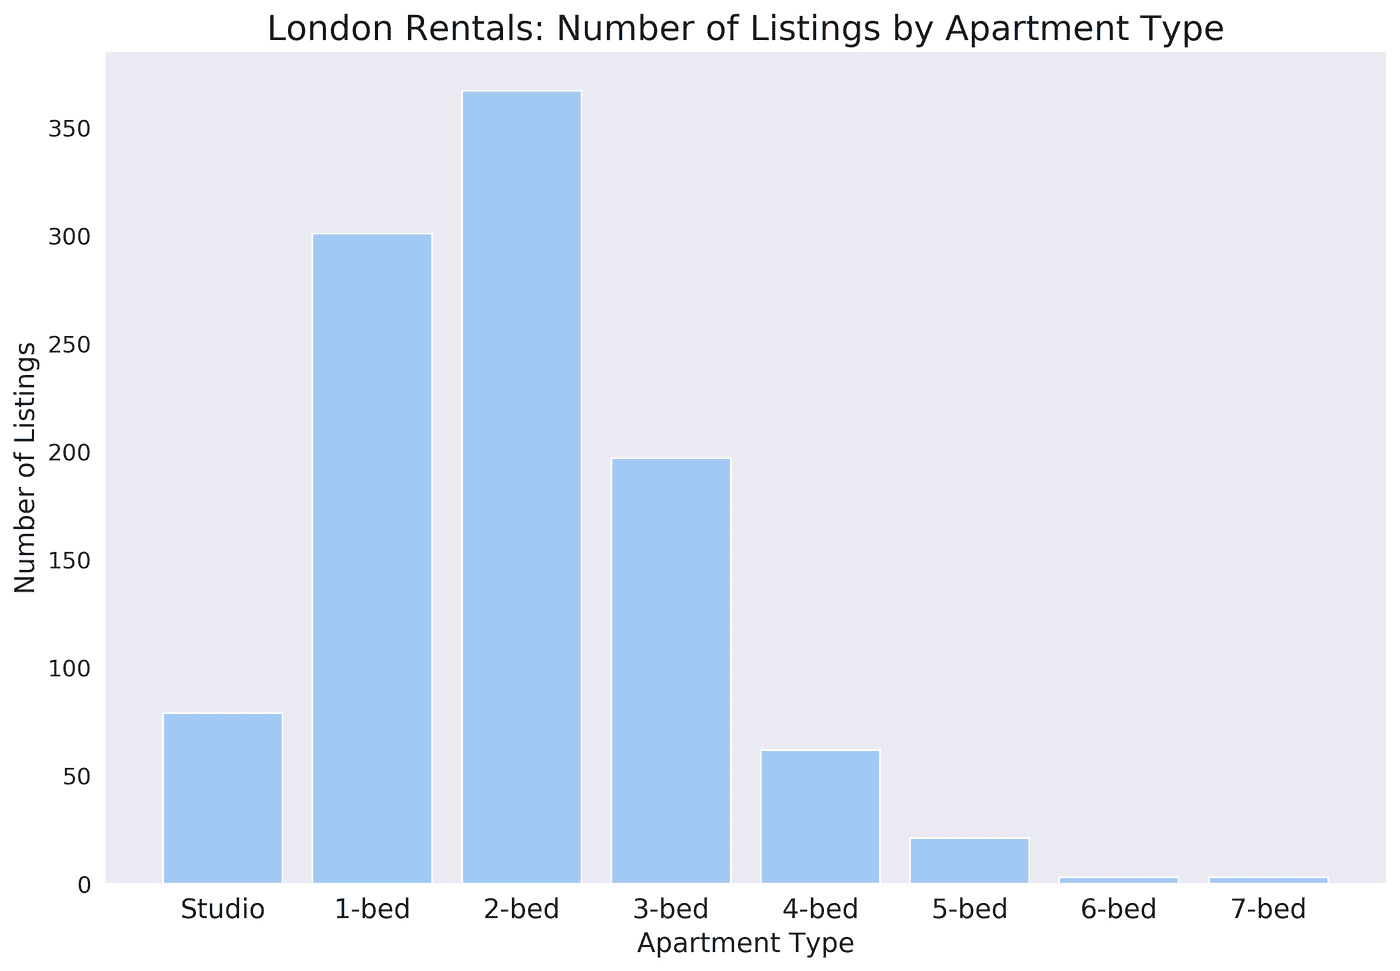 London Rentals: Number of Listings by Apartment Type
Number of Listings
350
300
250
200
150
100
50
0
Studio 1-bed 2-bed 3-bed 4-bed 5-bed 6-bed 7-bed
Apartment Type